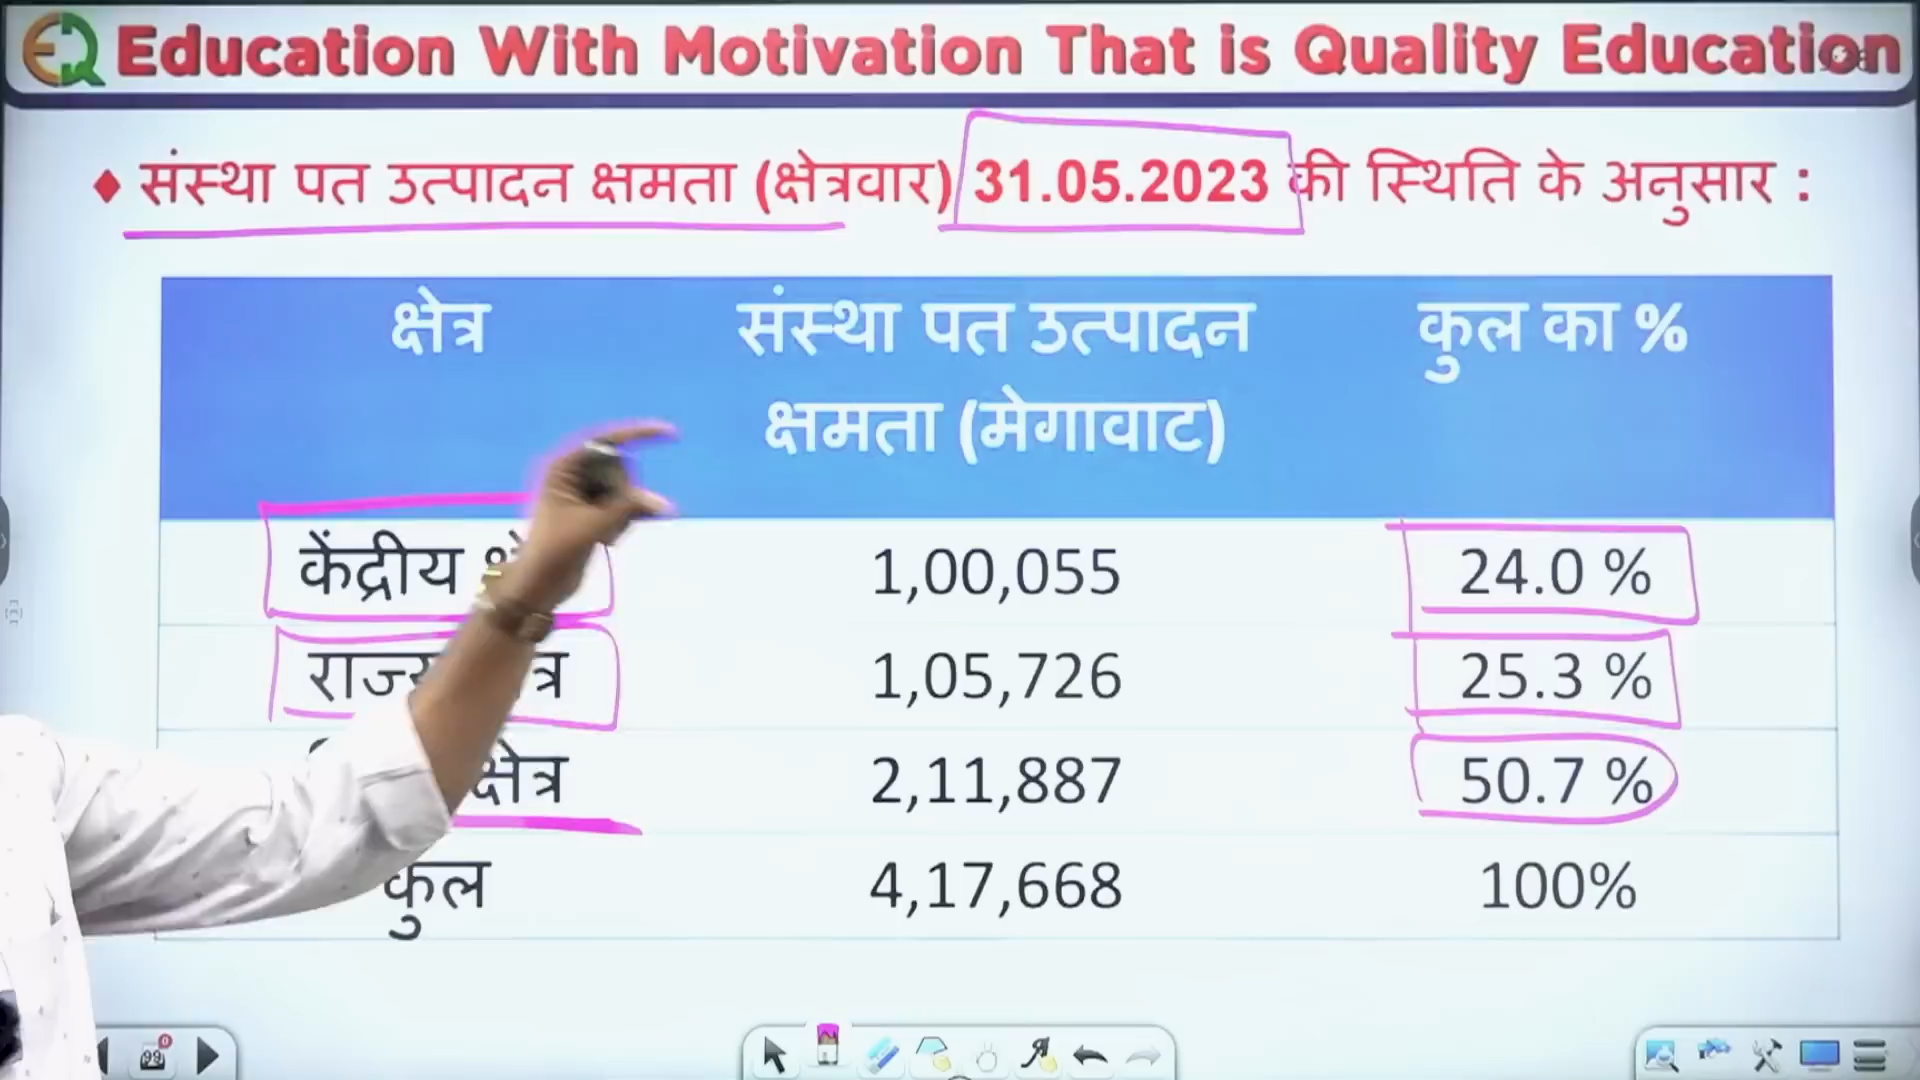 Education With Motivation That is Quality Education
♦ संस्था पत उत्पादन क्षमता (क्षेत्रवार) 31.05.2023 की स्थिति के अनुसार :
क्षेत्र संस्था पत उत्पादन क्षमता (मेगावाट) कुल का %
केंद्रीय 1,00,055 24.0 %
1,05,726 25.3 %
क्षेत्र 2,11,887 50.7 %
कुल 4,17,668 100%